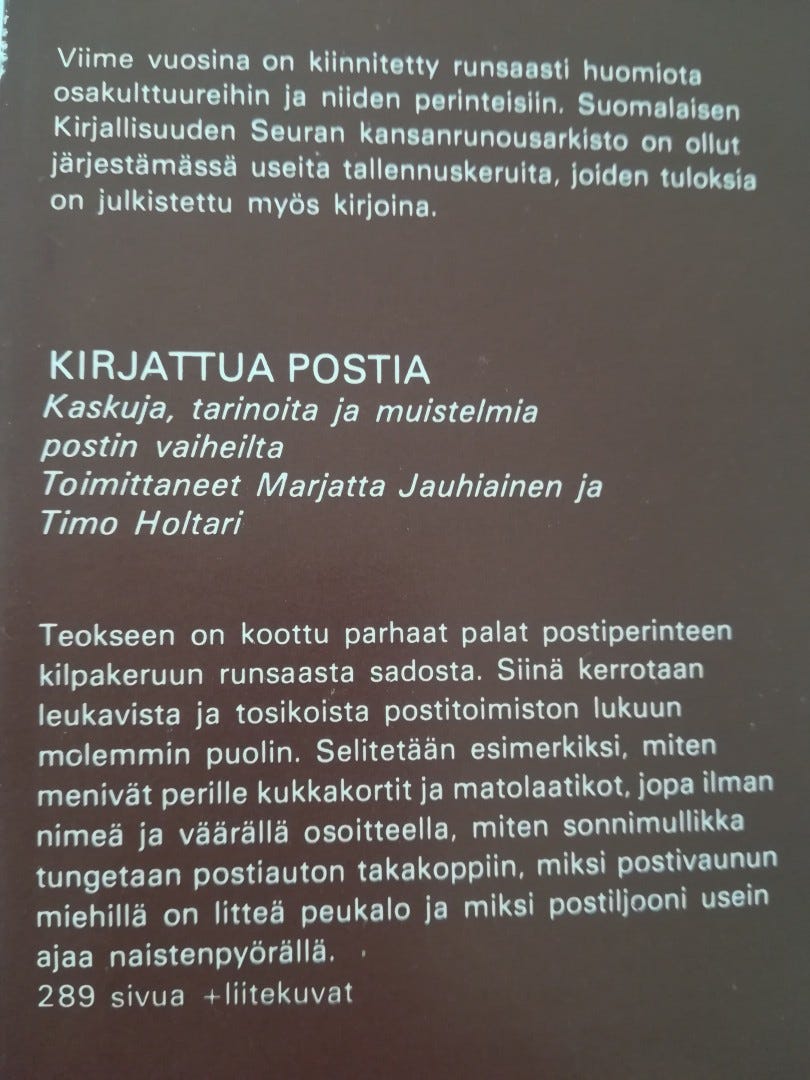 Viime vuosina on kiinnitetty runsaasti huomiota
osakulttuureihin ja niiden perinteisiin. Suomalaisen
Kirjallisuuden Seuran kansanrunousarkisto on ollut
järjestämässä useita tallennuskeruita, joiden tuloksia
on julkistettu myös kirjoina.
KIRJATTUA POSTIA
Kaskuja, tarinoita ja muistelmia
postin vaiheilta
Toimittaneet Marjatta Jauhiainen ja
Timo Holtari
Teokseen on koottu parhaat palat postiperinteen
kilpakeruun runsaasta sadosta. Siinä kerrotaan
leukavista ja tosikoista postitoimiston lukuun
molemmin puolin. Selitetään esimerkiksi, miten
menivät perille kukkakortit ja matolaatikot, jopa ilman
nimeä ja väärällä osoitteella, miten sonnimullikka
tungetaan postiauton takakoppiin, miksi postivaunun
miehillä on litteä peukalo ja miksi postiljooni usein
ajaa naistenpyörällä.
289 sivua +liitekuvat